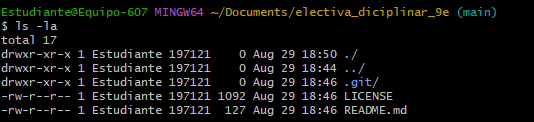 Estudiante@Equipo-607 MINGW64 ~/Documents/electiva_diciplinar_9e (main)
$ ls -la
total 17
drwxr-xr-x 1 Estudiante 197121    0 Aug 29 18:50 ./
drwxr-xr-x 1 Estudiante 197121    0 Aug 29 18:44 ../
drwxr-xr-x 1 Estudiante 197121    0 Aug 29 18:46 .git/
-rw-r--r-- 1 Estudiante 197121 1092 Aug 29 18:46 LICENSE
-rw-r--r-- 1 Estudiante 197121  127 Aug 29 18:46 README.md